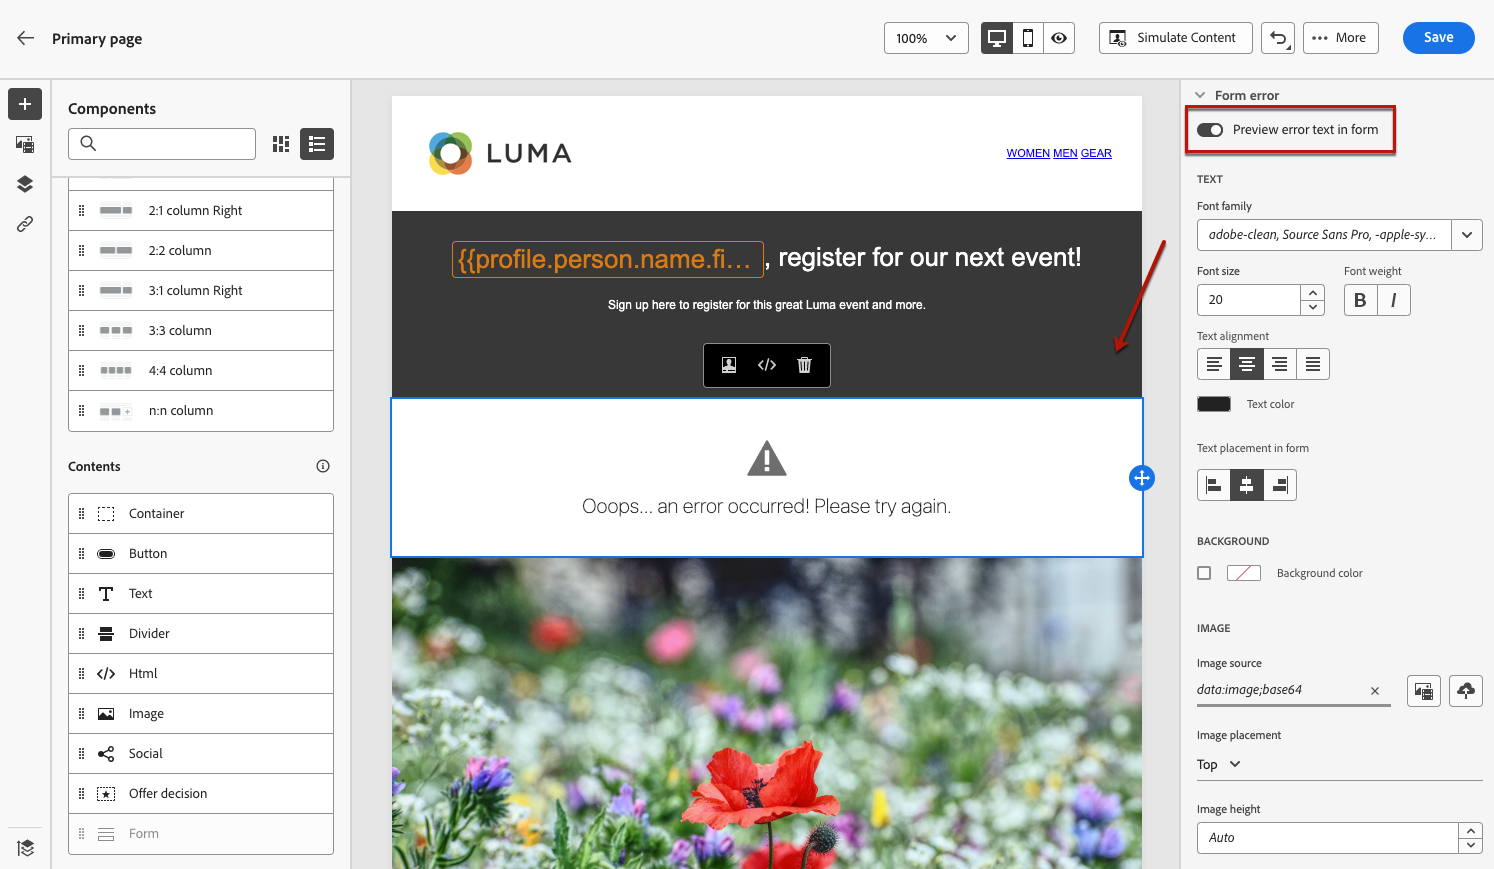 Primary page
100%
Simulate Content
More
Save
Components
2:1 column Right
2:2 column
3:1 column Right
3:3 column
4:4 column
n:n column
Contents
Container
Button
Text
Divider
Html
Image
Social
Offer decision
Form
LUMA
WOMEN MEN GEAR
{{profile.person.name.fi... , register for our next event!
Sign up here to register for this great Luma event and more.
Ooops... an error occurred! Please try again.
Form error
Preview error text in form
TEXT
Font family
adobe-clean, Source Sans Pro, -apple-sy...
Font size
Font weight
20
B I
Text alignment
Text color
Text placement in form
BACKGROUND
Background color
IMAGE
Image source
data:image;base64
Image placement
Top
Image height
Auto